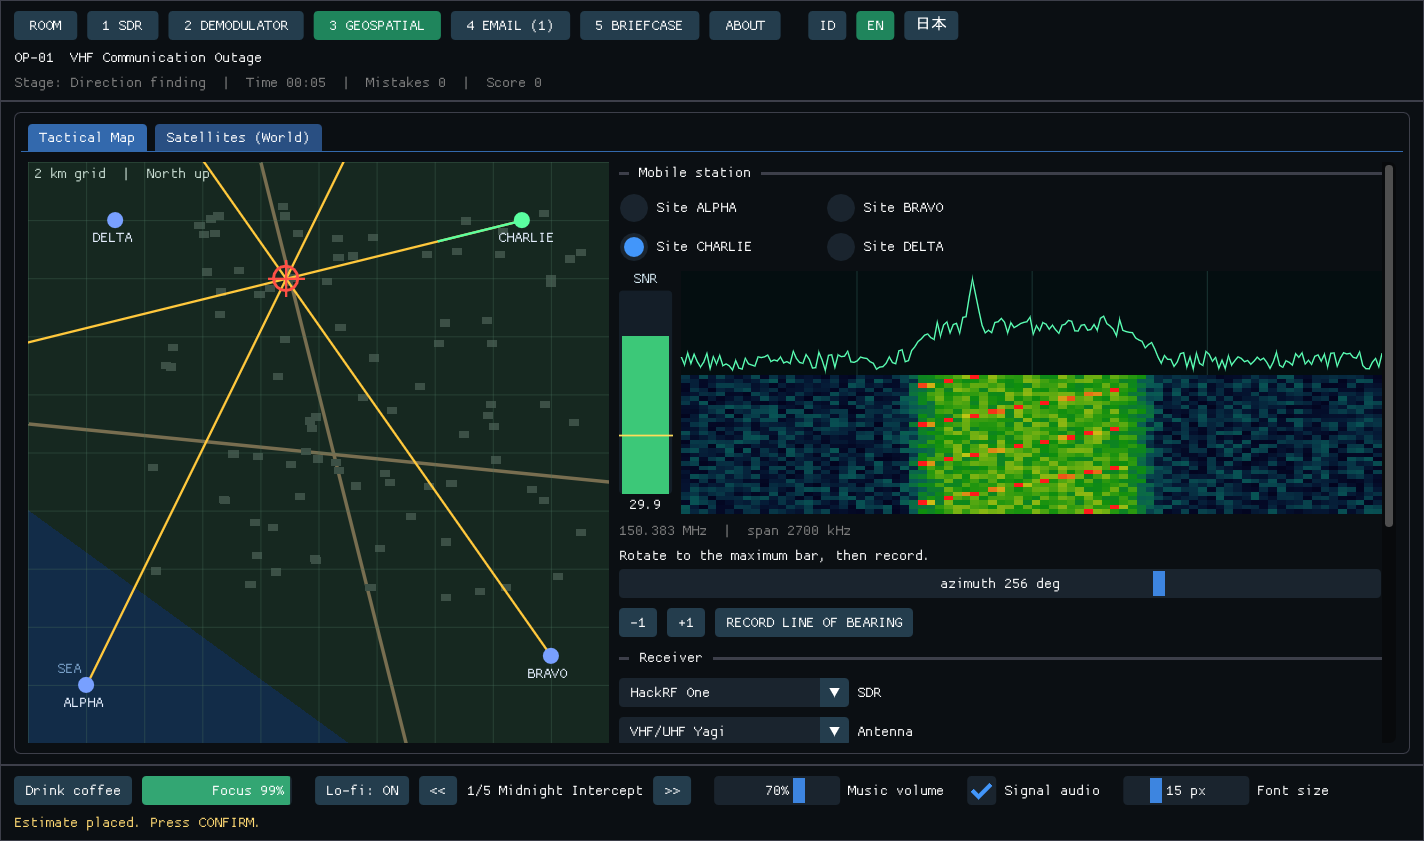 ROOM 1 SDR 2 DEMODULATOR 3 GEOSPATIAL 4 EMAIL (1) 5 BRIEFCASE ABOUT ID EN 日本
OP-01 VHF Communication Outage
Stage: Direction finding | Time 00:05 | Mistakes 0 | Score 0
Tactical Map Satellites (World)
2 km grid | North up
DELTA
CHARLIE
SEA
ALPHA
BRAVO
Mobile station
Site ALPHA Site BRAVO
Site CHARLIE Site DELTA
SNR
29.9
150.383 MHz | span 2700 kHz
Rotate to the maximum bar, then record.
azimuth 256 deg
-1 +1 RECORD LINE OF BEARING
Receiver
HackRF One SDR
VHF/UHF Yagi Antenna
Drink coffee Focus 99% Lo-fi: ON << 1/5 Midnight Intercept >> 70% Music volume Signal audio 15 px Font size
Estimate placed. Press CONFIRM.